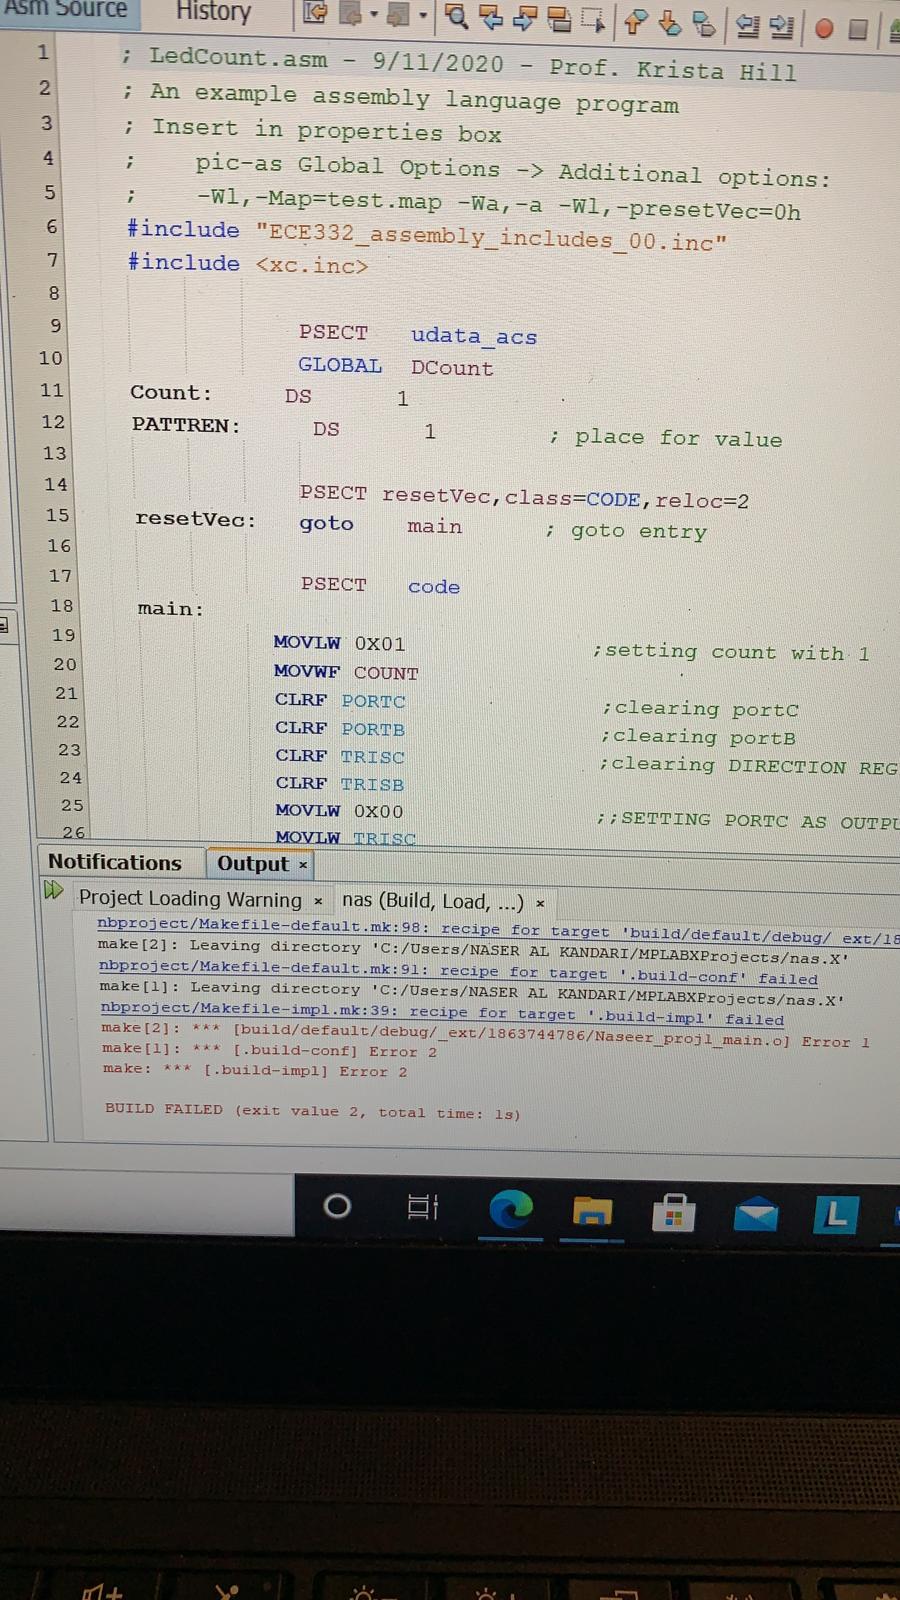 Asm Source
History
1 ; LedCount.asm - 9/11/2020 - Prof. Krista Hill
2 ; An example assembly language program
3 ; Insert in properties box
4 ; pic-as Global Options -> Additional options:
5 ; -Wl,-Map=test.map -Wa,-a -Wl,-presetVec=0h
6 #include "ECE332_assembly_includes_00.inc"
7 #include <xc.inc>
8
9 PSECT udata_acs
10 GLOBAL DCount
11 Count: DS 1
12 PATTREN: DS 1 ; place for value
13
14 PSECT resetVec,class=CODE,reloc=2
15 resetVec: goto main ; goto entry
16
17 PSECT code
18 main:
19 MOVLW 0X01 ;setting count with 1
20 MOVWF COUNT
21 CLRF PORTC ;clearing portC
22 CLRF PORTB ;clearing portB
23 CLRF TRISC ;clearing DIRECTION REG
24 CLRF TRISB
25 MOVLW 0X00 ;;SETTING PORTC AS OUTPU
26 MOVLW TRISC
Notifications Output ×
Project Loading Warning × nas (Build, Load, ...) ×
nbproject/Makefile-default.mk:98: recipe for target 'build/default/debug/_ext/18
make[2]: Leaving directory 'C:/Users/NASER AL KANDARI/MPLABXProjects/nas.X'
nbproject/Makefile-default.mk:91: recipe for target '.build-conf' failed
make[1]: Leaving directory 'C:/Users/NASER AL KANDARI/MPLABXProjects/nas.X'
nbproject/Makefile-impl.mk:39: recipe for target '.build-impl' failed
make[2]: *** [build/default/debug/_ext/1863744786/Naseer_proj1_main.o] Error 1
make[1]: *** [.build-conf] Error 2
make: *** [.build-impl] Error 2
BUILD FAILED (exit value 2, total time: 1s)
L